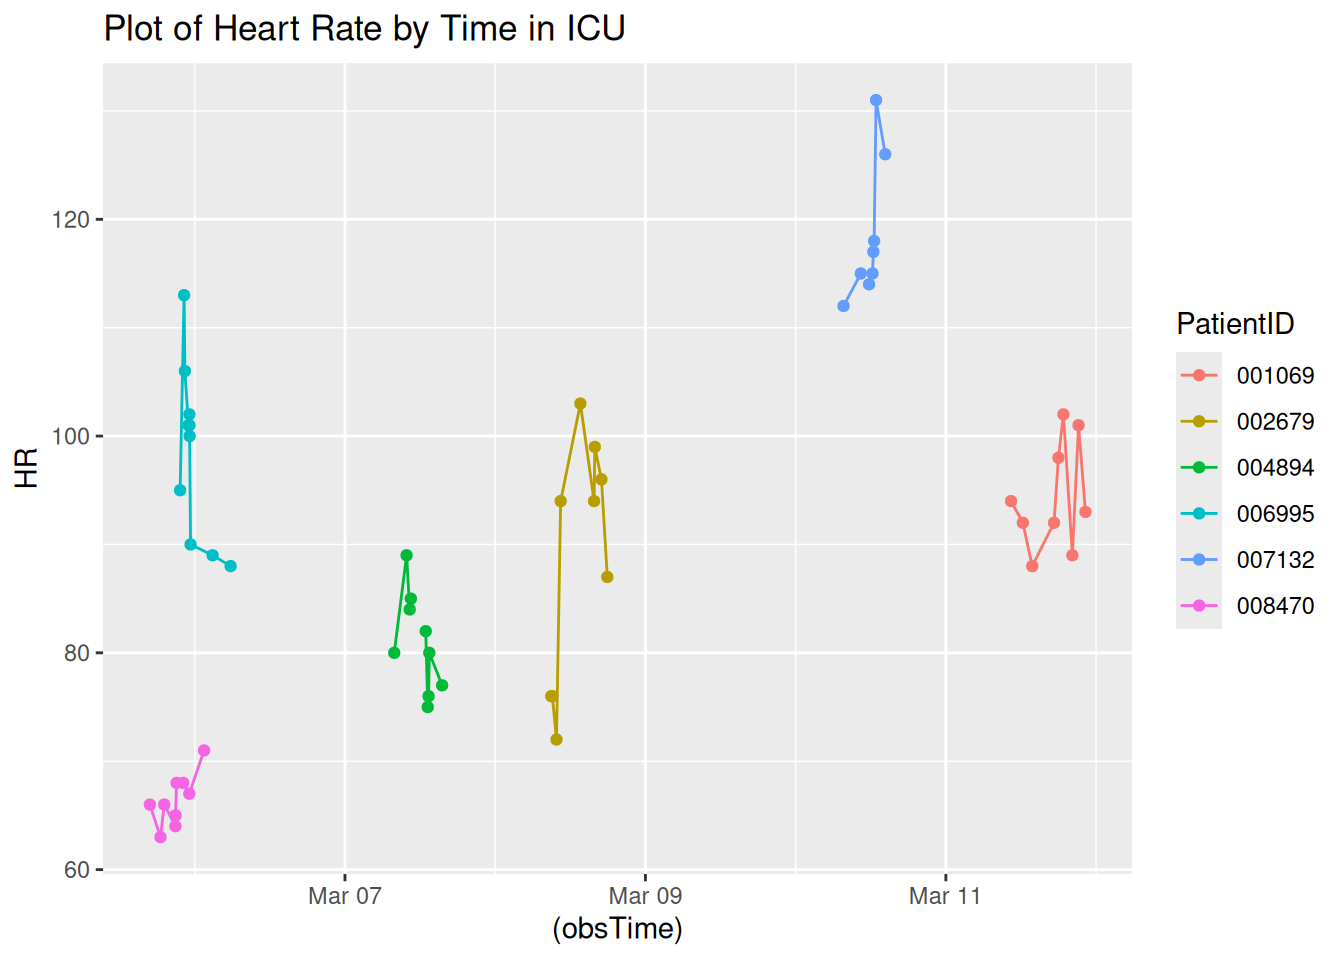 Plot of Heart Rate by Time in ICU
HR
120
100
80
60
Mar 07
Mar 09
Mar 11
(obsTime)
PatientID
001069
002679
004894
006995
007132
008470